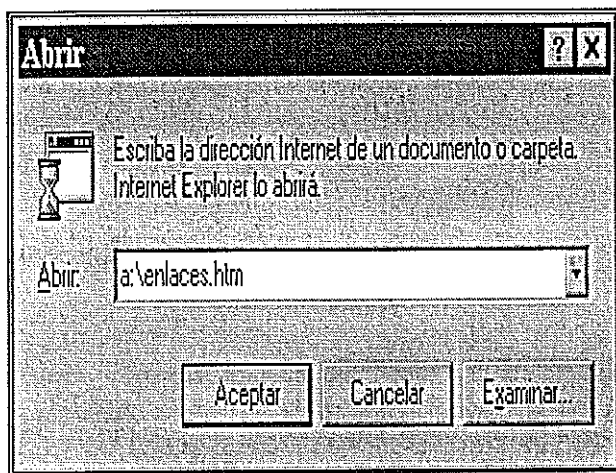 Abrir ? X
Escriba la dirección Internet de un documento o carpeta.
Internet Explorer lo abrirá.
Abrir: a:\enlaces.htm
Aceptar Cancelar Examinar...